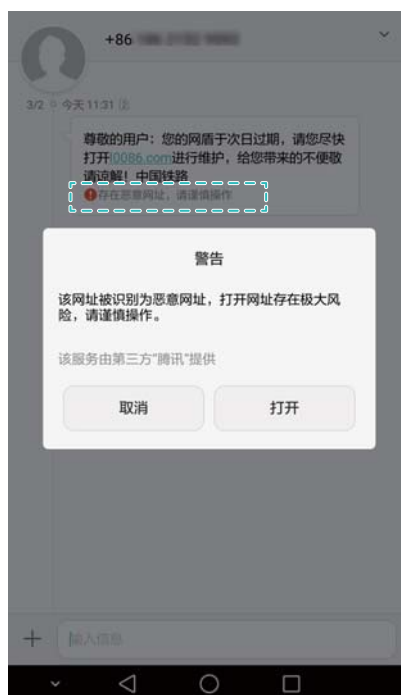 +86
3/2 今天 11:31
尊敬的用户：您的网盾于次日过期，请您尽快
打开l0086.com进行维护，给您带来的不便敬
请谅解！中国铁路
存在恶意网址，请谨慎操作
警告
该网址被识别为恶意网址，打开网址存在极大风
险，请谨慎操作。
该服务由第三方“腾讯”提供
取消 打开
输入信息